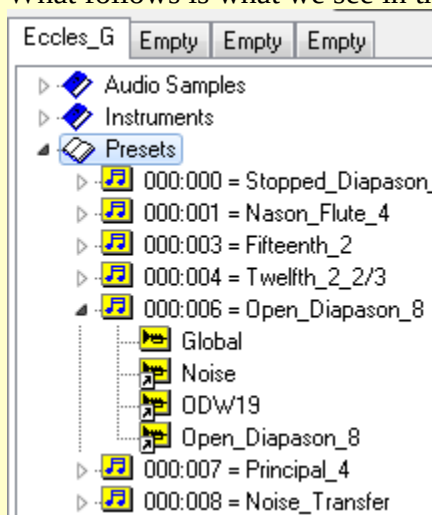 What follows is what we see in th
Eccles_G Empty Empty Empty
Audio Samples
Instruments
Presets
000:000 = Stopped_Diapason_
000:001 = Nason_Flute_4
000:003 = Fifteenth_2
000:004 = Twelfth_2_2/3
000:006 = Open_Diapason_8
Global
Noise
ODW19
Open_Diapason_8
000:007 = Principal_4
000:008 = Noise_Transfer